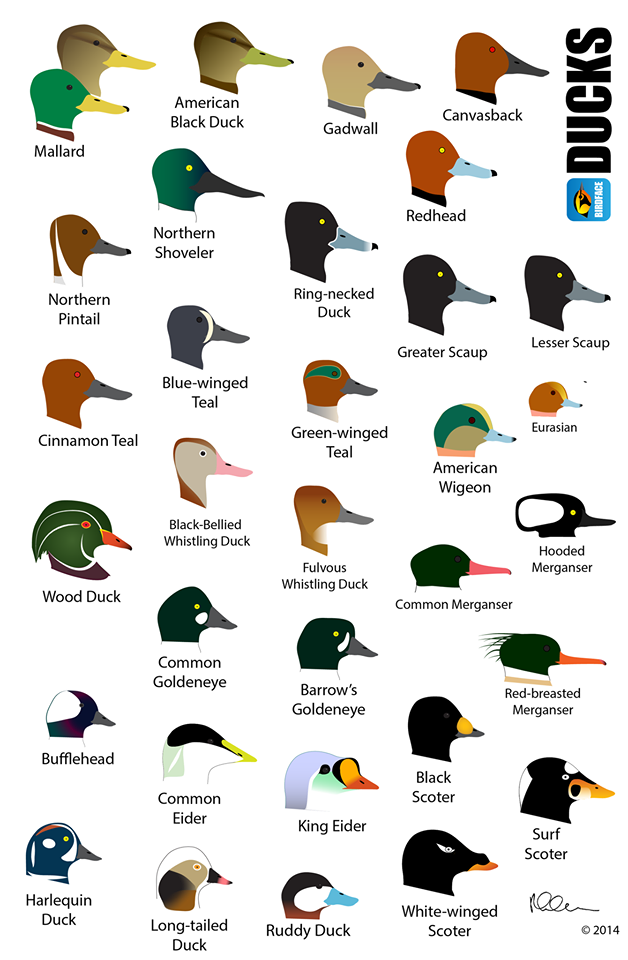 DUCKS
BIRDFACE
Mallard
American
Black Duck
Gadwall
Canvasback
Redhead
Northern
Shoveler
Northern
Pintail
Ring-necked
Duck
Greater Scaup
Lesser Scaup
Blue-winged
Teal
Cinnamon Teal
Green-winged
Teal
American
Wigeon
Eurasian
Black-Bellied
Whistling Duck
Fulvous
Whistling Duck
Hooded
Merganser
Wood Duck
Common Merganser
Common
Goldeneye
Barrow's
Goldeneye
Red-breasted
Merganser
Bufflehead
Common
Eider
King Eider
Black
Scoter
Surf
Scoter
Harlequin
Duck
Long-tailed
Duck
Ruddy Duck
White-winged
Scoter
© 2014